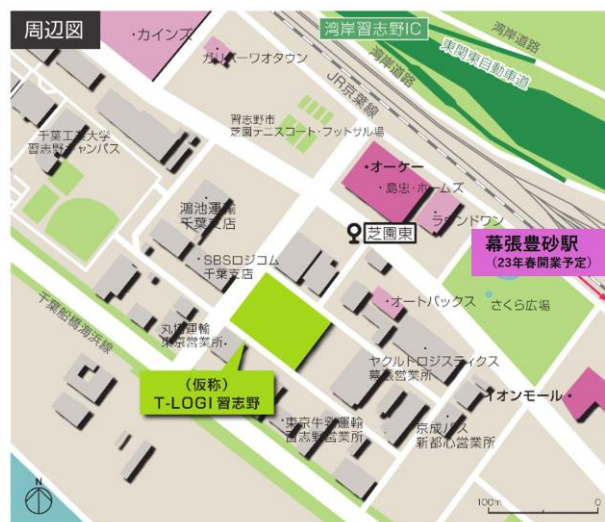 周辺図
カインズ
ガリバーワオタウン
湾岸習志野IC
湾岸道路
東関東自動車道
湾岸道路
JR京葉線
習志野市
芝園テニスコート・フットサル場
千葉工業大学
習志野キャンパス
オーケー
島忠・ホームズ
ラウンドワン
鴻池運輸
千葉支店
芝園東
幕張豊砂駅
(23年春開業予定)
SBSロジコム
千葉支店
さくら広場
オートバックス
千葉船橋海浜線
丸協運輸
東京営業所
ヤクルトロジスティクス
幕張営業所
(仮称)
T-LOGI 習志野
イオンモール
東京牛乳運輸
習志野営業所
京成バス
新都心営業所
N
100m
0